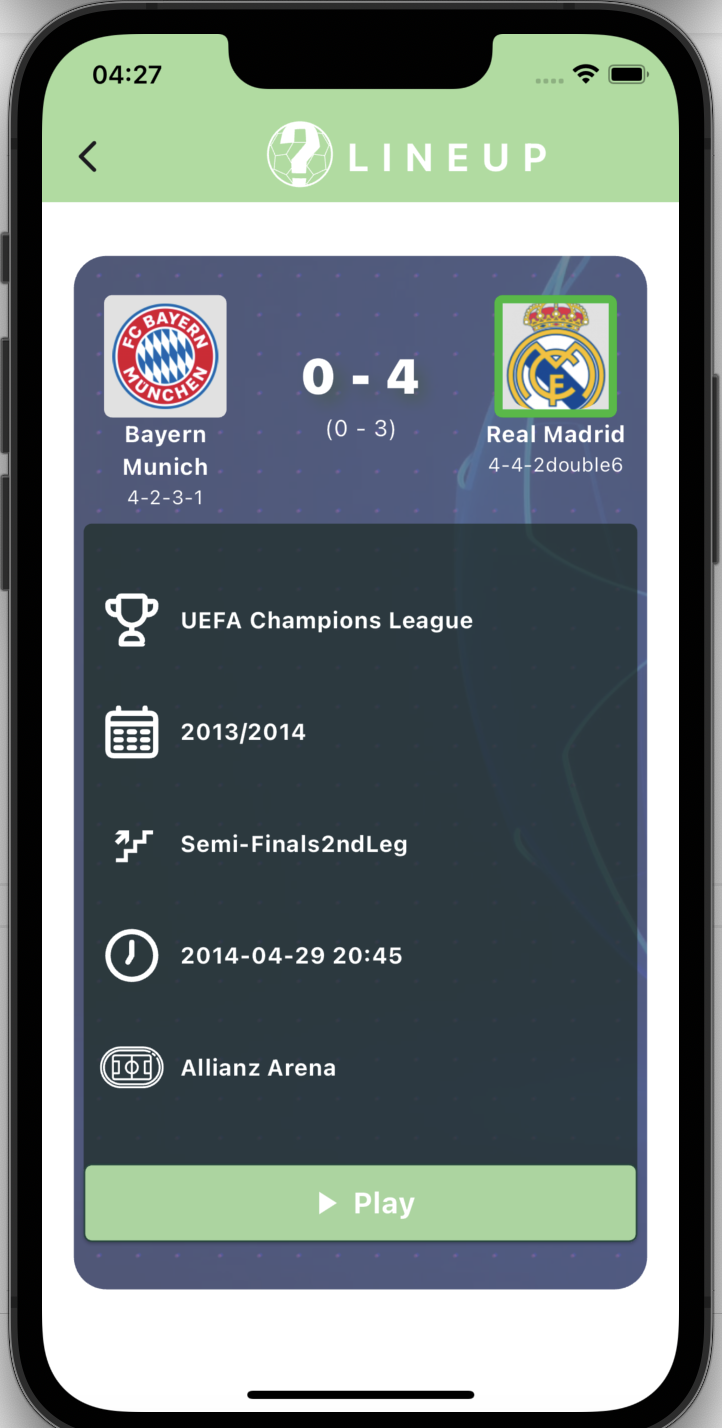 04:27
? LINEUP
FC BAYERN
MÜNCHEN
0 - 4
(0 - 3)
Bayern
Munich
4-2-3-1
Real Madrid
4-4-2double6
UEFA Champions League
2013/2014
Semi-Finals2ndLeg
2014-04-29 20:45
Allianz Arena
Play